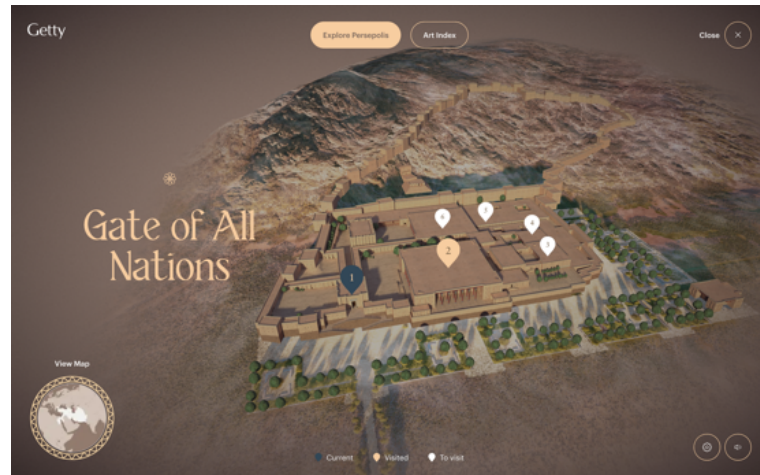 Getty
Explore Persepolis
Art Index
Close
Gate of All
Nations
6
5
4
3
2
1
View Map
Current
Visited
To visit